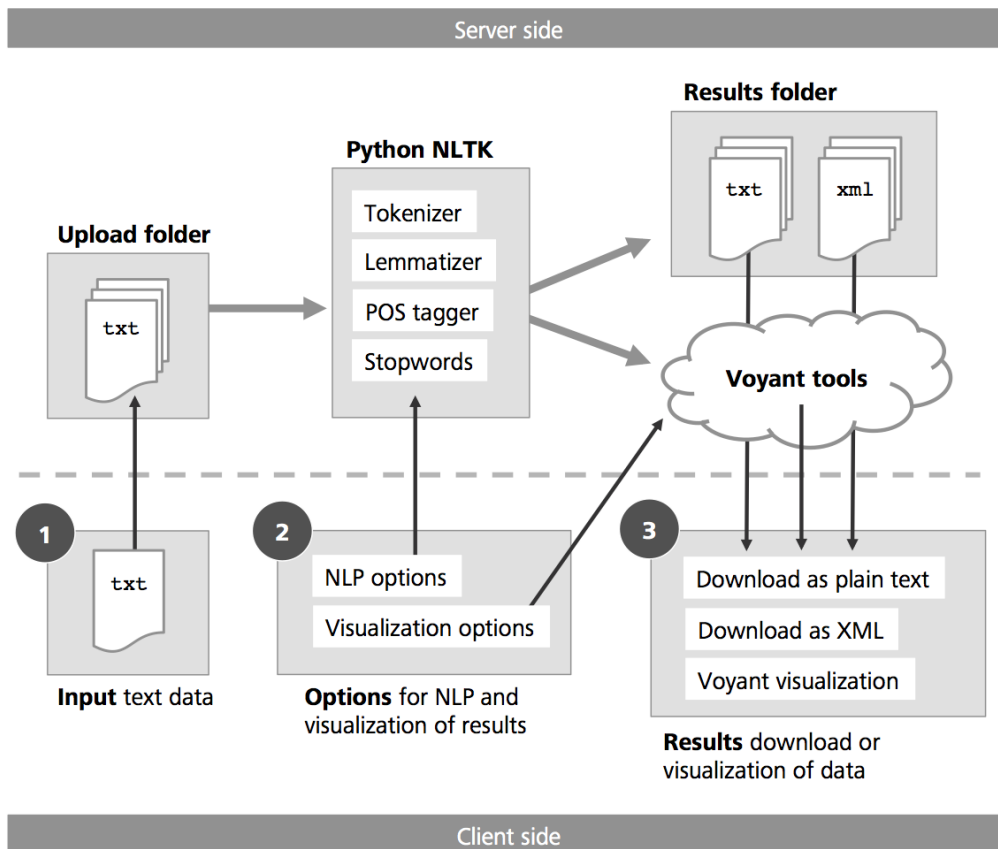 Server side
Results folder
txt
xml
Python NLTK
Tokenizer
Lemmatizer
POS tagger
Stopwords
Upload folder
txt
Voyant tools
1
txt
Input text data
2
NLP options
Visualization options
Options for NLP and
visualization of results
3
Download as plain text
Download as XML
Voyant visualization
Results download or
visualization of data
Client side